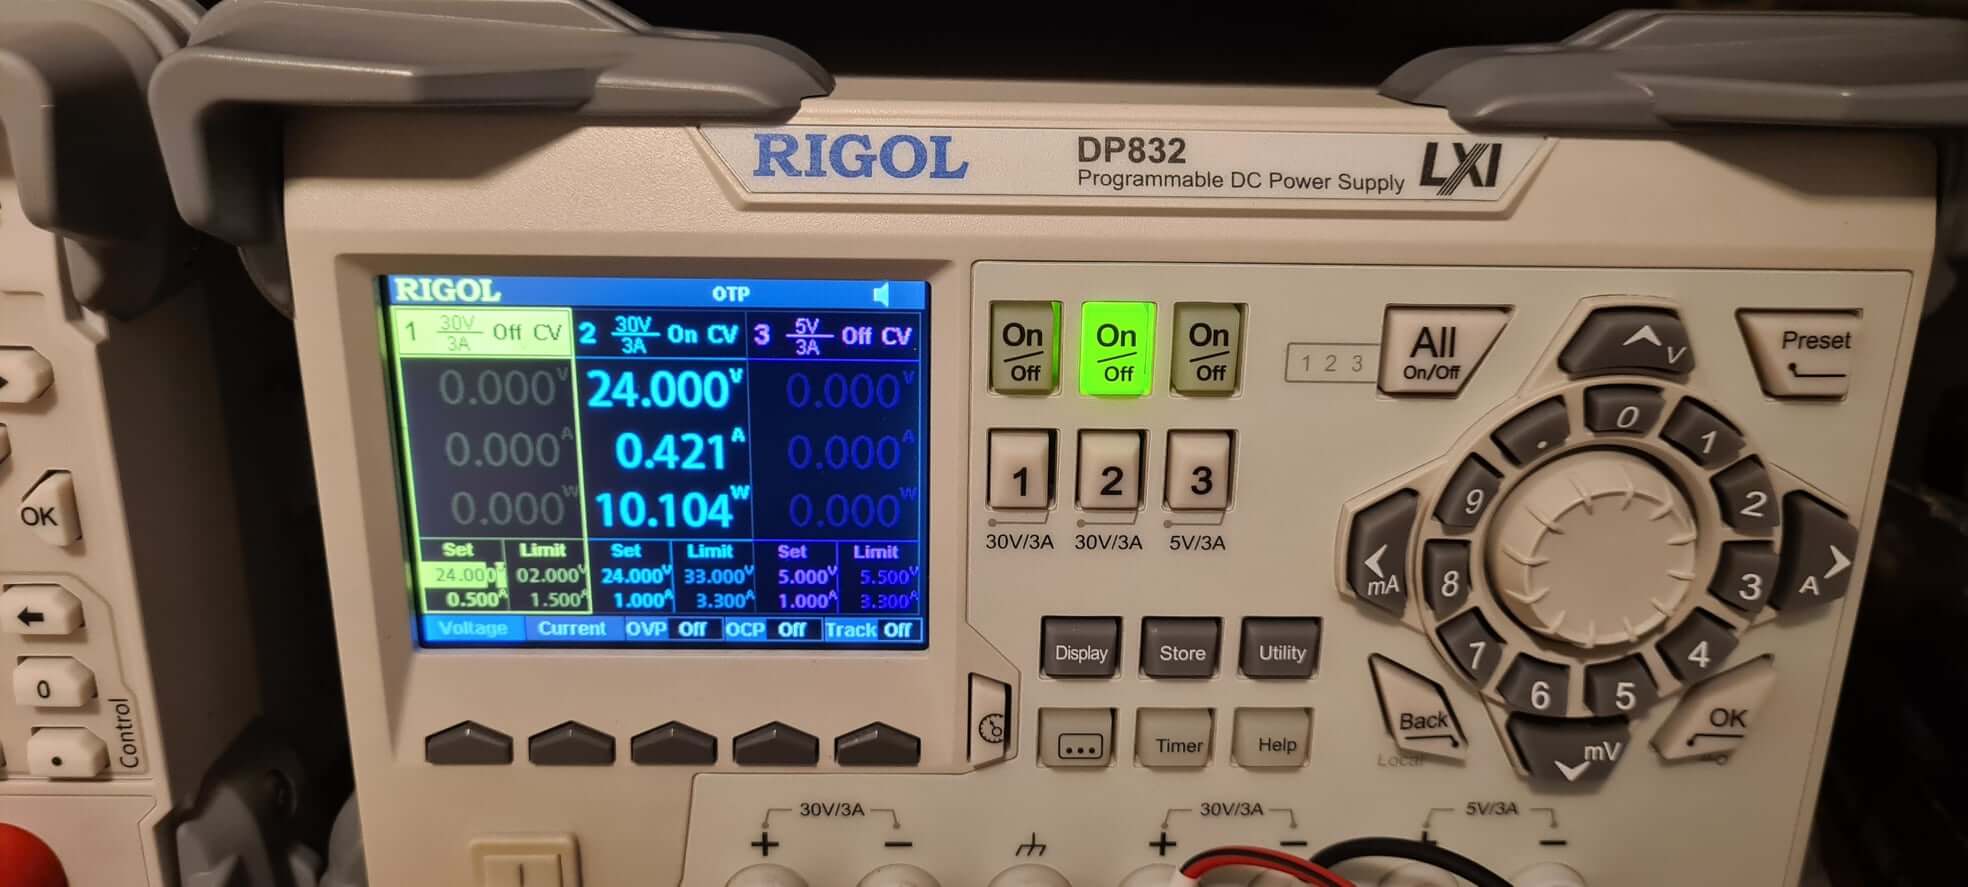 RIGOL
DP832
Programmable DC Power Supply
LXI
RIGOL
OTP
1 30V/3A Off CV
2 30V/3A On CV
3 5V/3A Off CV
0.000V
24.000V
0.000V
0.000A
0.421A
0.000A
0.000W
10.104W
0.000W
Set Limit
Set Limit
Set Limit
24.000V 02.000V
24.000V 33.000V
5.000V 5.500V
0.500A 1.500A
1.000A 3.300A
1.000A 3.300A
Voltage Current OVP Off OCP Off Track Off
On/Off
On/Off
On/Off
1 2 3
All
On/Off
Preset
1
2
3
30V/3A
30V/3A
5V/3A
V
mA
A
mV
.
0
1
2
3
4
5
6
7
8
9
Display
Store
Utility
...
Timer
Help
Back
Local
OK
30V/3A
30V/3A
5V/3A
+
−
+
−
+
−
OK
0
.
Control